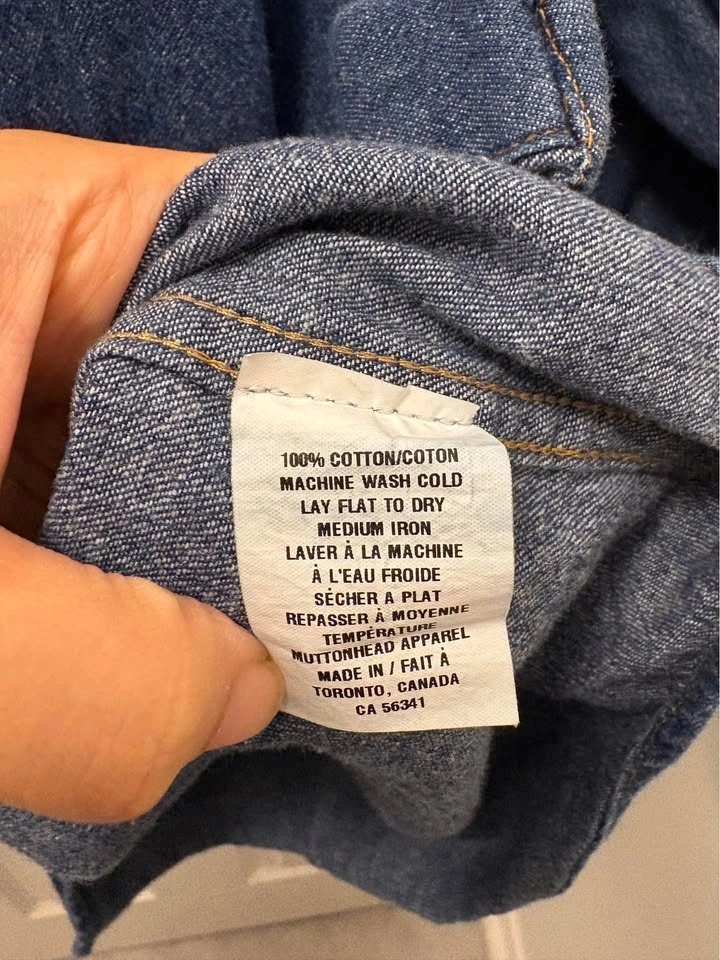 100% COTTON/COTON
MACHINE WASH COLD
LAY FLAT TO DRY
MEDIUM IRON
LAVER À LA MACHINE
À L'EAU FROIDE
SÉCHER A PLAT
REPASSER À MOYENNE
TEMPÉRATURE
MUTTONHEAD APPAREL
MADE IN / FAIT À
TORONTO, CANADA
CA 56341